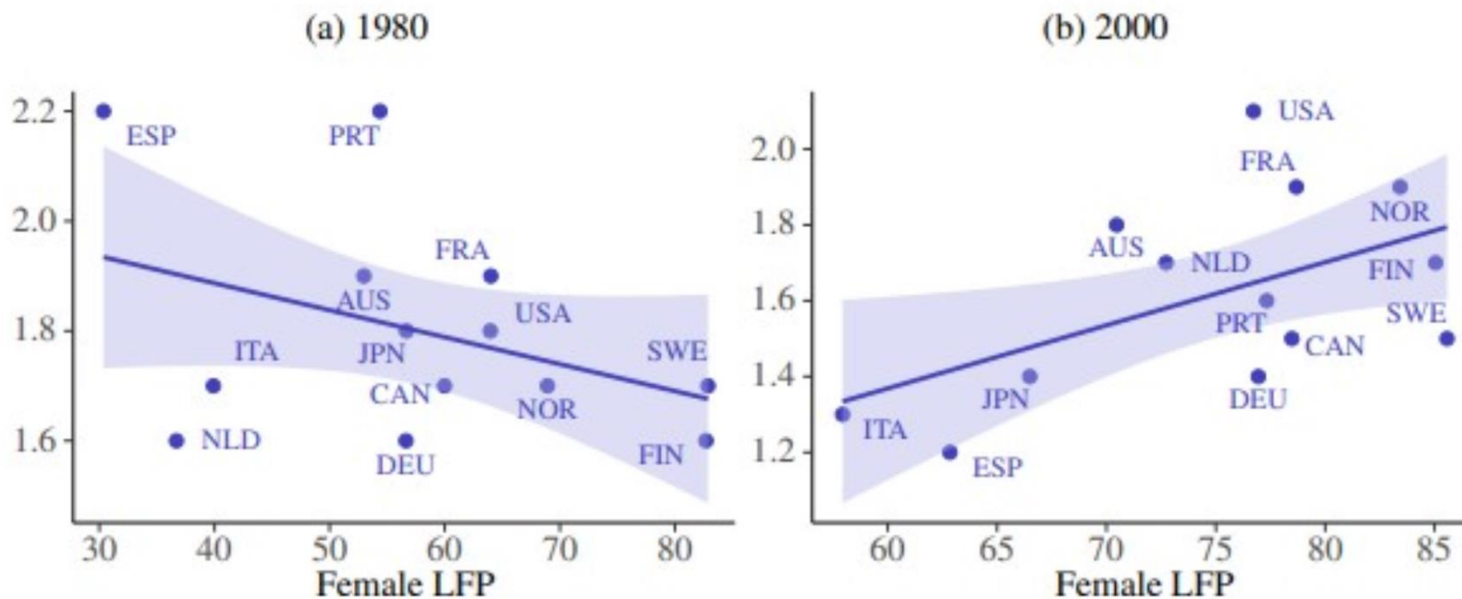 (a) 1980
2.2
2.0
1.8
1.6
ESP
PRT
FRA
AUS
USA
ITA
JPN
SWE
CAN
NOR
NLD
DEU
FIN
30 40 50 60 70 80
Female LFP
(b) 2000
2.0
1.8
1.6
1.4
1.2
USA
FRA
NOR
AUS
NLD
FIN
PRT
SWE
CAN
JPN
DEU
ITA
ESP
60 65 70 75 80 85
Female LFP